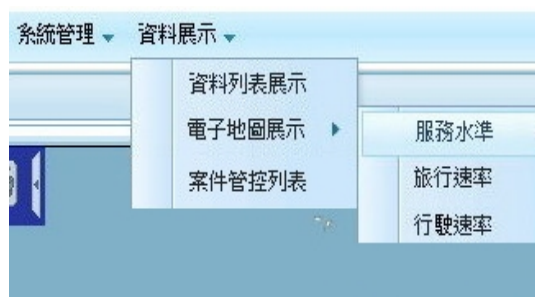 系統管理 資料展示
資料列表展示
電子地圖展示 服務水準
案件管控列表 旅行速率
行駛速率